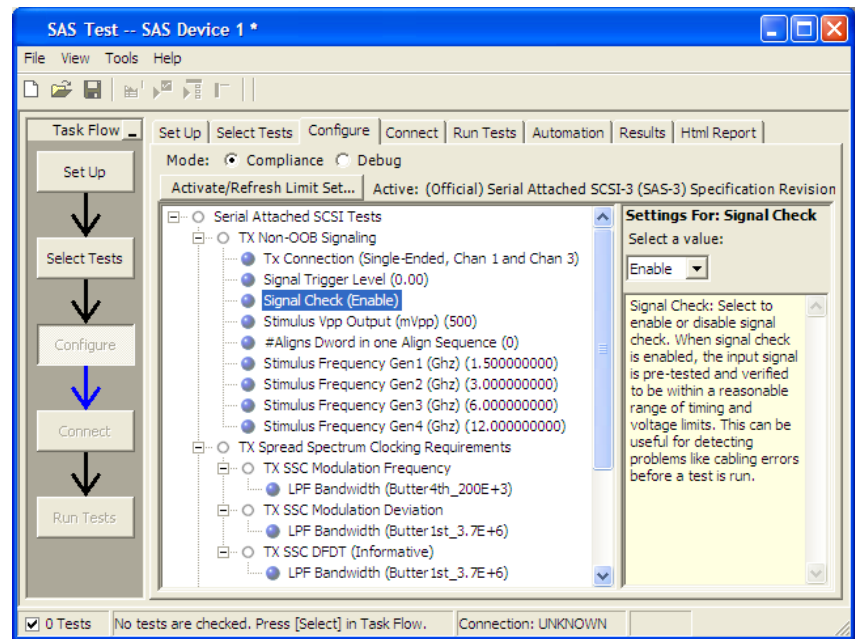 SAS Test -- SAS Device 1 *
File View Tools Help
Task Flow
Set Up
Select Tests
Configure
Connect
Run Tests
Set Up Select Tests Configure Connect Run Tests Automation Results Html Report
Mode: Compliance Debug
Activate/Refresh Limit Set... Active: (Official) Serial Attached SCSI-3 (SAS-3) Specification Revision
Serial Attached SCSI Tests
TX Non-OOB Signaling
Tx Connection (Single-Ended, Chan 1 and Chan 3)
Signal Trigger Level (0.00)
Signal Check (Enable)
Stimulus Vpp Output (mVpp) (500)
#Aligns Dword in one Align Sequence (0)
Stimulus Frequency Gen1 (Ghz) (1.500000000)
Stimulus Frequency Gen2 (Ghz) (3.000000000)
Stimulus Frequency Gen3 (Ghz) (6.000000000)
Stimulus Frequency Gen4 (Ghz) (12.000000000)
TX Spread Spectrum Clocking Requirements
TX SSC Modulation Frequency
LPF Bandwidth (Butter4th_200E+3)
TX SSC Modulation Deviation
LPF Bandwidth (Butter1st_3.7E+6)
TX SSC DFDT (Informative)
LPF Bandwidth (Butter1st_3.7E+6)
Settings For: Signal Check
Select a value:
Enable
Signal Check: Select to
enable or disable signal
check. When signal check
is enabled, the input signal
is pre-tested and verified
to be within a reasonable
range of timing and
voltage limits. This can be
useful for detecting
problems like cabling errors
before a test is run.
0 Tests No tests are checked. Press [Select] in Task Flow. Connection: UNKNOWN